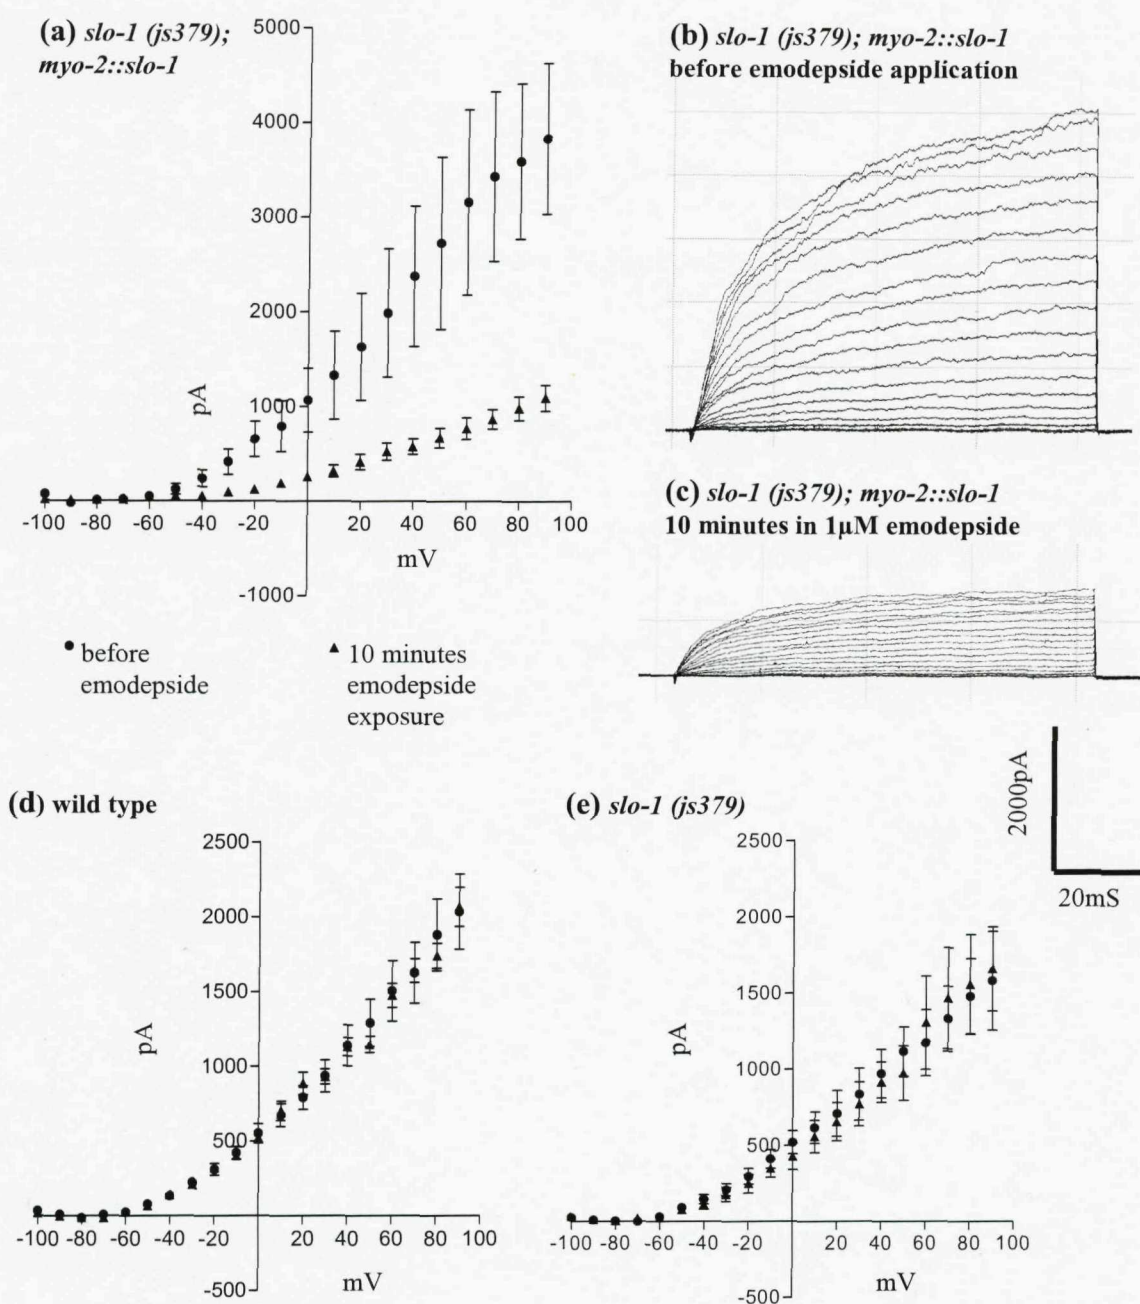 (a) slo-1 (js379);
myo-2::slo-1
5000
4000
3000
2000
1000
-1000
pA
-100 -80 -60 -40 -20 20 40 60 80 100
mV
• before
emodepside
▲ 10 minutes
emodepside
exposure
(b) slo-1 (js379); myo-2::slo-1
before emodepside application
(c) slo-1 (js379); myo-2::slo-1
10 minutes in 1µM emodepside
2000pA
20mS
(d) wild type
2500
2000
1500
1000
500
-500
pA
-100 -80 -60 -40 -20 20 40 60 80 100
mV
(e) slo-1 (js379)
2500
2000
1500
1000
500
-500
pA
-100 -80 -60 -40 -20 20 40 60 80 100
mV